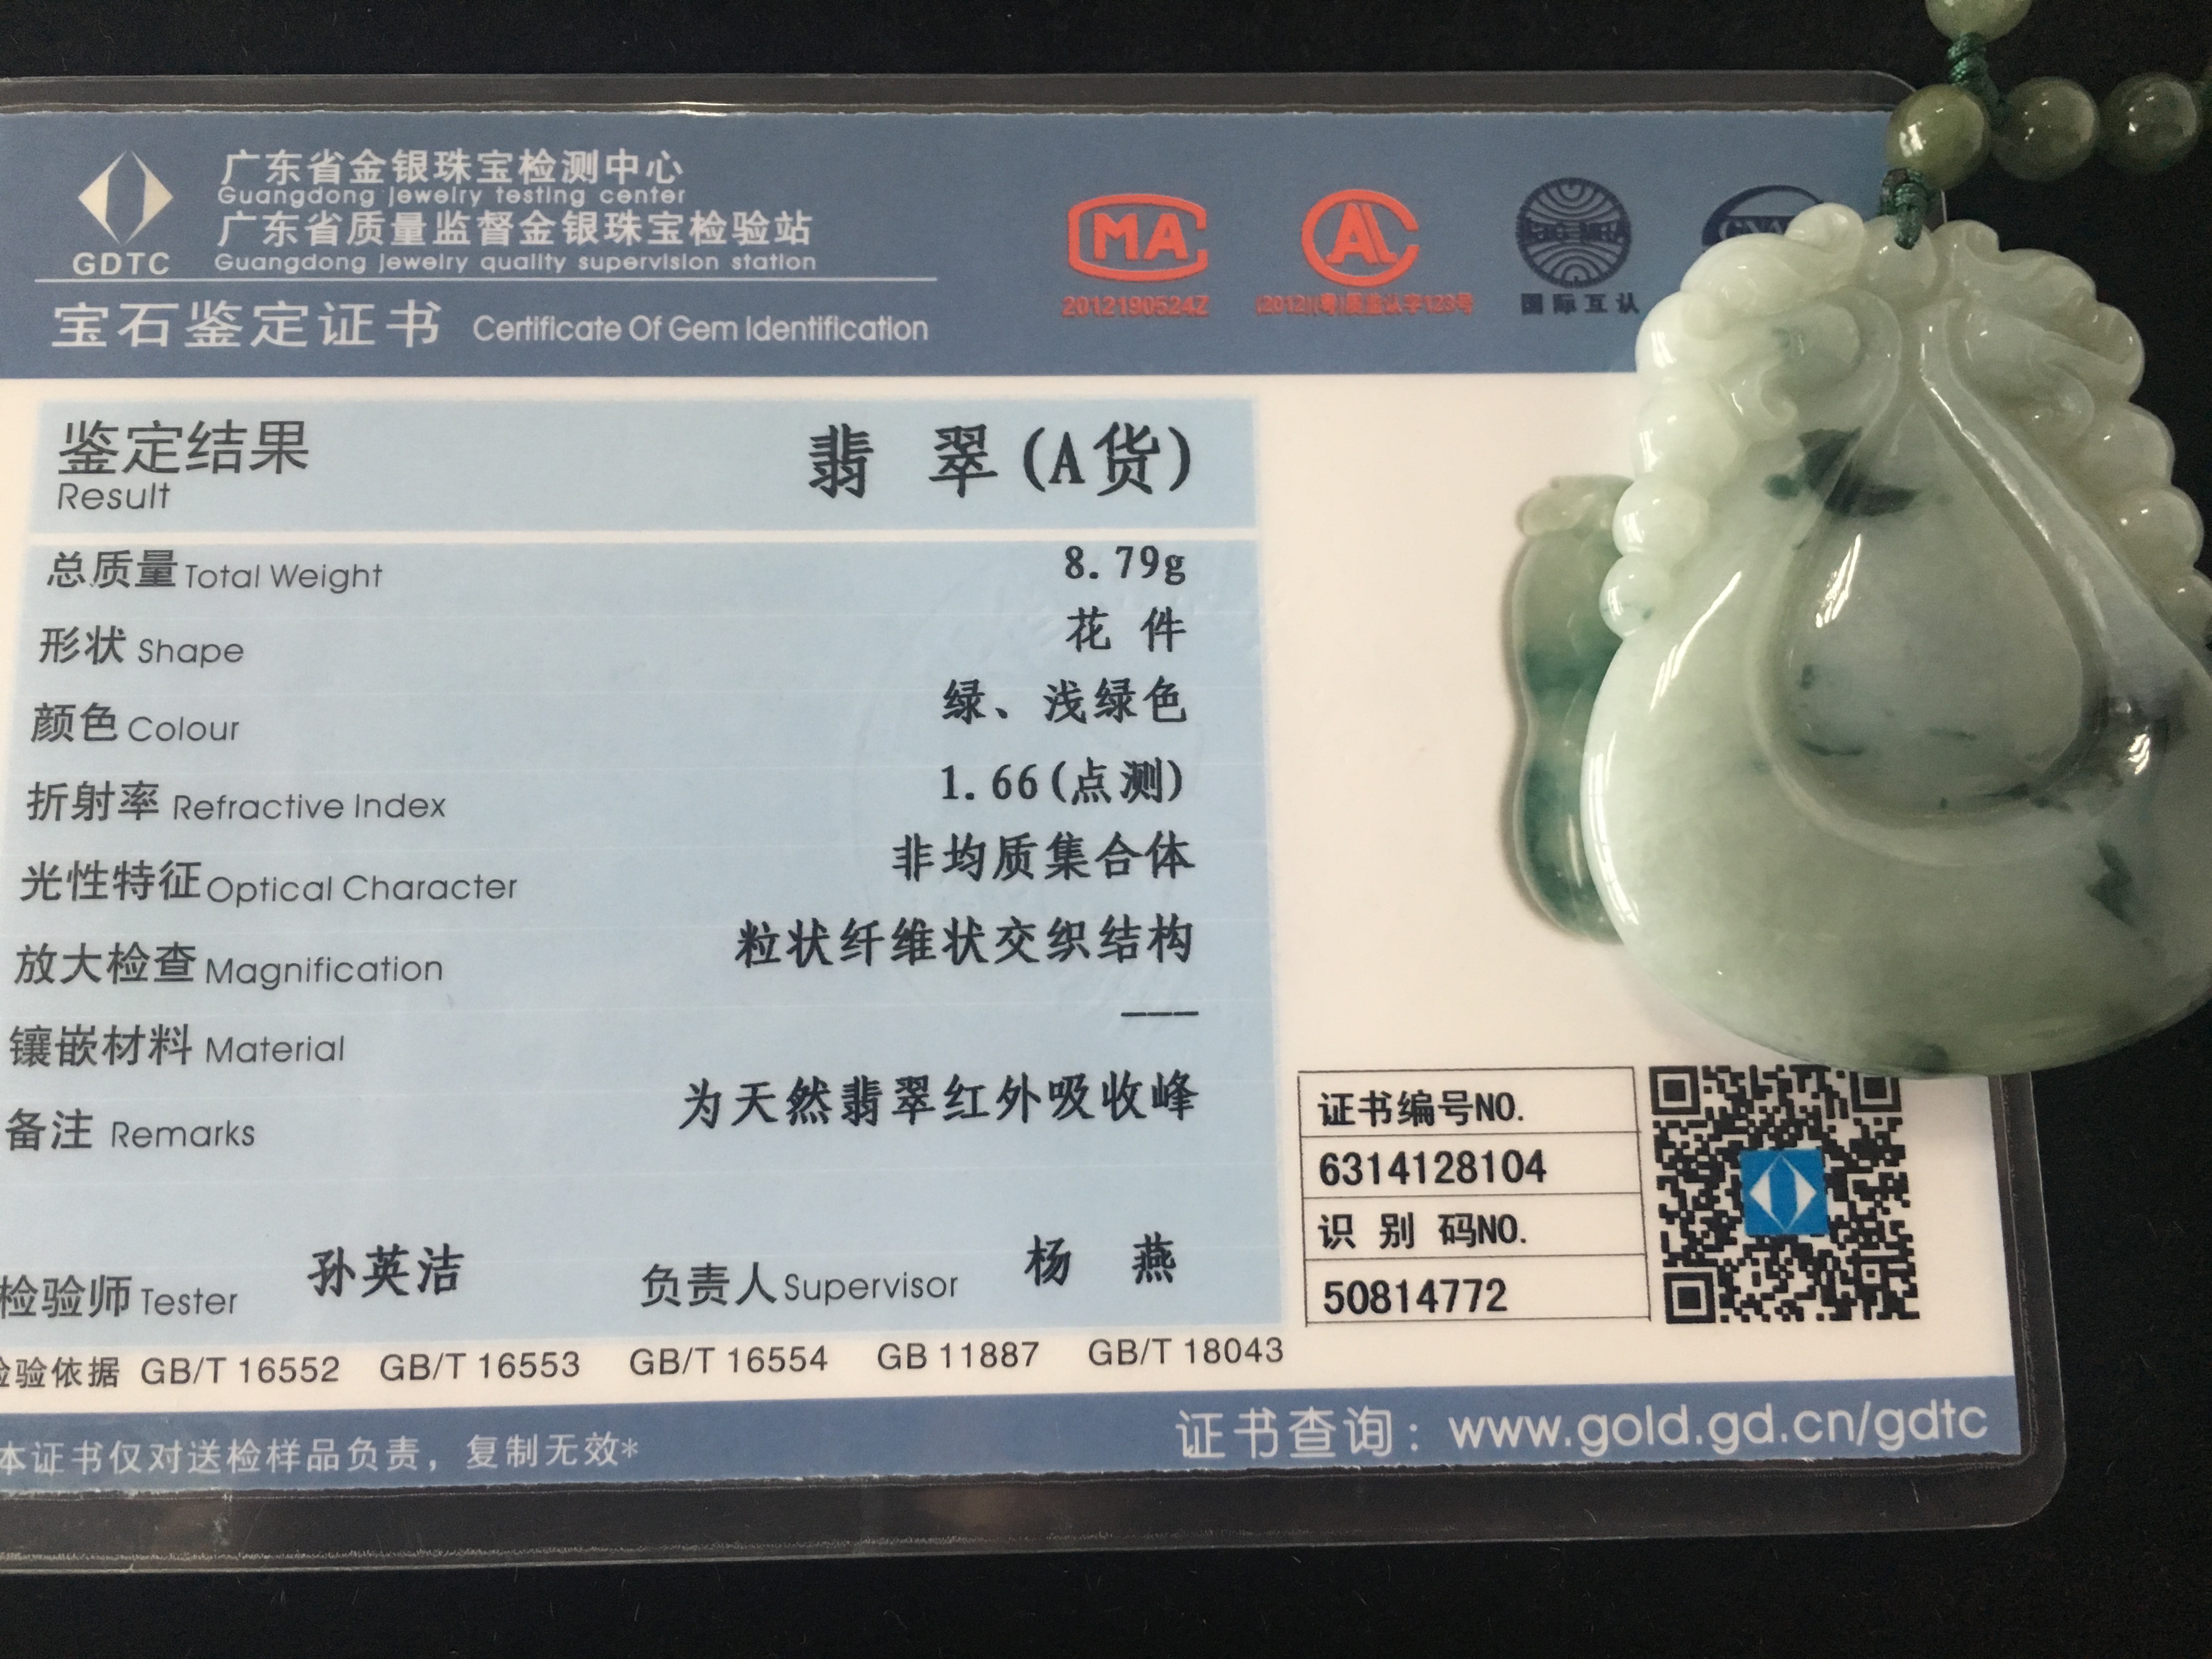 广东省金银珠宝检测中心
Guangdong jewelry testing center
广东省质量监督金银珠宝检验站
Guangdong jewelry quality supervision station
GDTC
宝石鉴定证书 Certificate Of Gem Identification
MA
2012190524Z
AL
(2012)(粤)质监认字123号
国际互认
鉴定结果 翡 翠(A货)
Result
总质量 Total Weight 8.79g
形状 Shape 花 件
颜色 Colour 绿、浅绿色
折射率 Refractive Index 1.66(点测)
光性特征 Optical Character 非均质集合体
放大检查 Magnification 粒状纤维状交织结构
镶嵌材料 Material ———
备注 Remarks 为天然翡翠红外吸收峰
检验师 Tester 孙英洁 负责人 Supervisor 杨 燕
证书编号NO.
6314128104
识 别 码NO.
50814772
检验依据 GB/T 16552 GB/T 16553 GB/T 16554 GB 11887 GB/T 18043
本证书仅对送检样品负责，复制无效*
证书查询：www.gold.gd.cn/gdtc